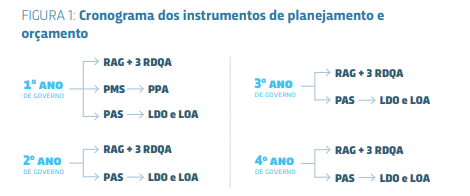 FIGURA 1: Cronograma dos instrumentos de planejamento e
orçamento
1º ANO
DE GOVERNO
RAG + 3 RDQA
PMS PPA
PAS LDO e LOA
2º ANO
DE GOVERNO
RAG + 3 RDQA
PAS LDO e LOA
3º ANO
DE GOVERNO
RAG + 3 RDQA
PAS LDO e LOA
4º ANO
DE GOVERNO
RAG + 3 RDQA
PAS LDO e LOA